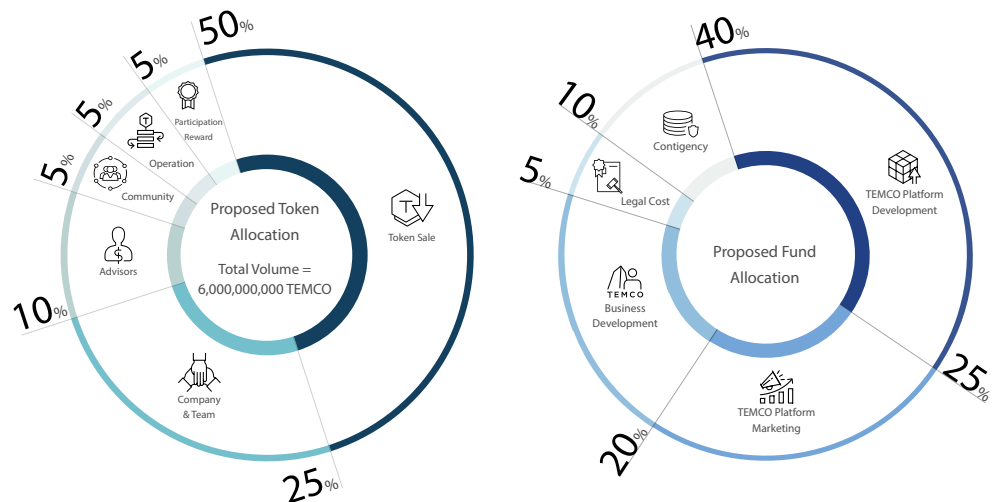 50%
5%
5%
5%
10%
25%
Participation
Reward
Operation
Community
Advisors
Company
& Team
Token Sale
T
T
Proposed Token
Allocation
Total Volume =
6,000,000,000 TEMCO
40%
10%
5%
20%
25%
Contigency
Legal Cost
TEMCO
Business
Development
TEMCO Platform
Marketing
TEMCO Platform
Development
Proposed Fund
Allocation